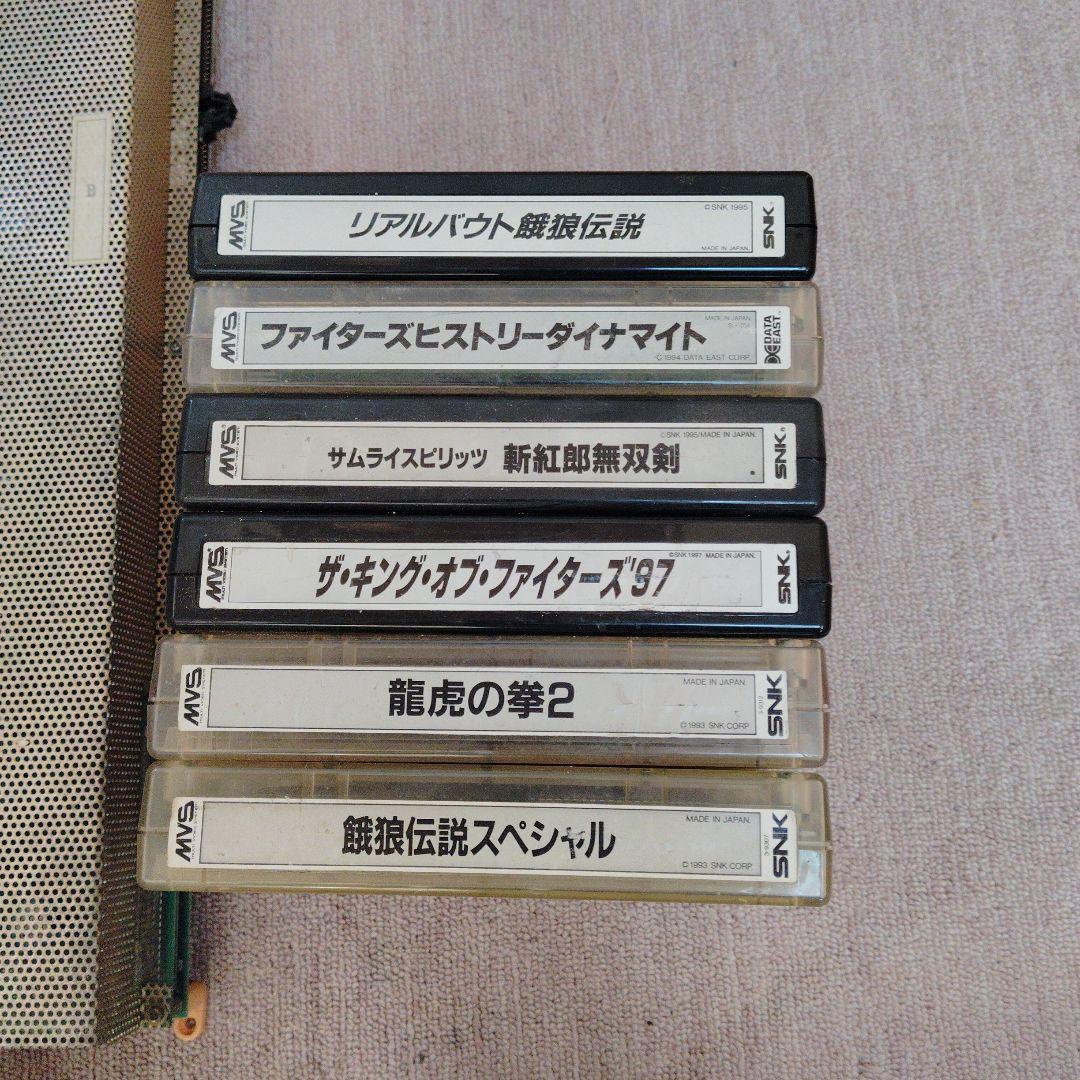 B
MVS
リアルバウト餓狼伝説
©SNK 1995
MADE IN JAPAN.
SNK
MVS
ファイターズヒストリーダイナマイト
MADE IN JAPAN.
©1994 DATA EAST CORP.
DATA EAST
MVS
サムライスピリッツ 斬紅郎無双剣
©SNK 1995/MADE IN JAPAN.
SNK
MVS
ザ・キング・オブ・ファイターズ'97
©SNK 1997 MADE IN JAPAN.
SNK
MVS
龍虎の拳2
MADE IN JAPAN.
©1993 SNK CORP
SNK
MVS
餓狼伝説スペシャル
MADE IN JAPAN.
©1993 SNK CORP
3-9307
SNK